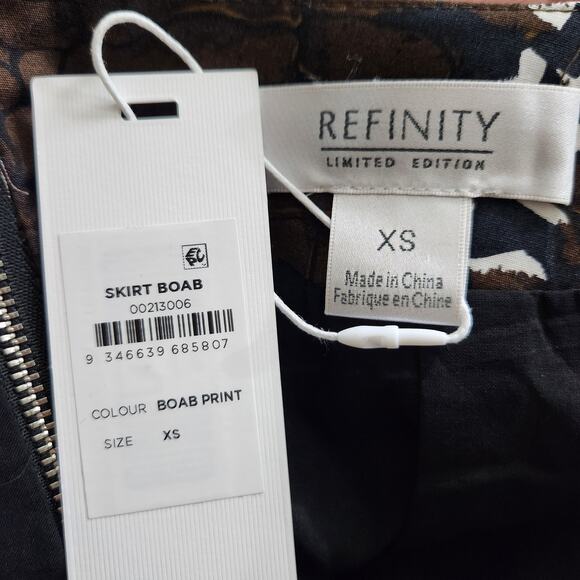 REFINITY
LIMITED EDITION
XS
Made in China
Fabrique en Chine
SKIRT BOAB
00213006
9 346639 685807
COLOUR BOAB PRINT
SIZE XS